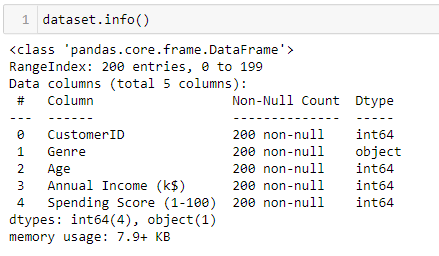 1 dataset.info()
<class 'pandas.core.frame.DataFrame'>
RangeIndex: 200 entries, 0 to 199
Data columns (total 5 columns):
 #   Column                  Non-Null Count  Dtype
---  ------                  --------------  -----
 0   CustomerID              200 non-null    int64
 1   Genre                   200 non-null    object
 2   Age                     200 non-null    int64
 3   Annual Income (k$)      200 non-null    int64
 4   Spending Score (1-100)  200 non-null    int64
dtypes: int64(4), object(1)
memory usage: 7.9+ KB